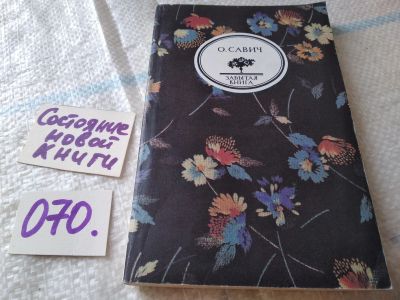 О. САВИЧ
ЗАБЫТАЯ
КНИГА
Состояние
новой
книги
070.